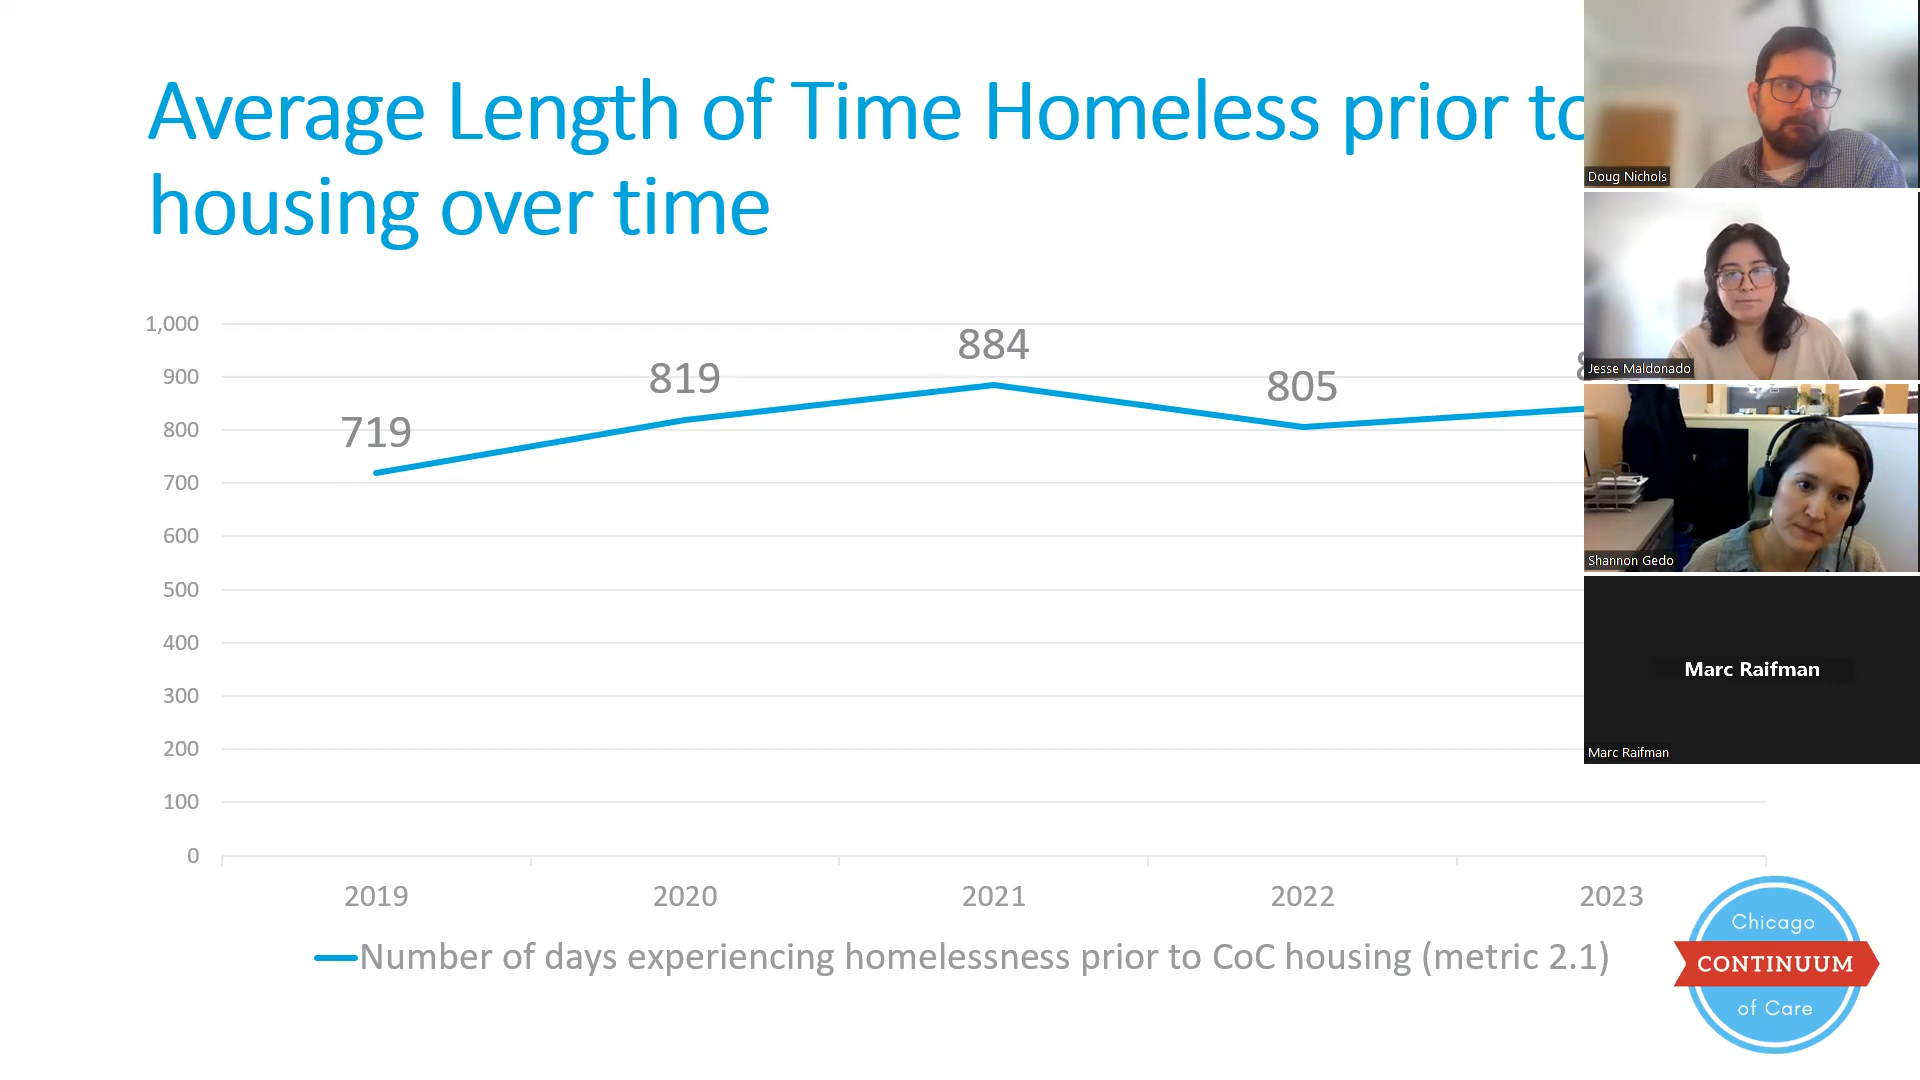 Average Length of Time Homeless prior to
housing over time
1,000
900
800
700
600
500
400
300
200
100
0
719
819
884
805
2019
2020
2021
2022
2023
Number of days experiencing homelessness prior to CoC housing (metric 2.1)
Chicago
CONTINUUM
of Care
Doug Nichols
Jesse Maldonado
Shannon Gedo
Marc Raifman
Marc Raifman